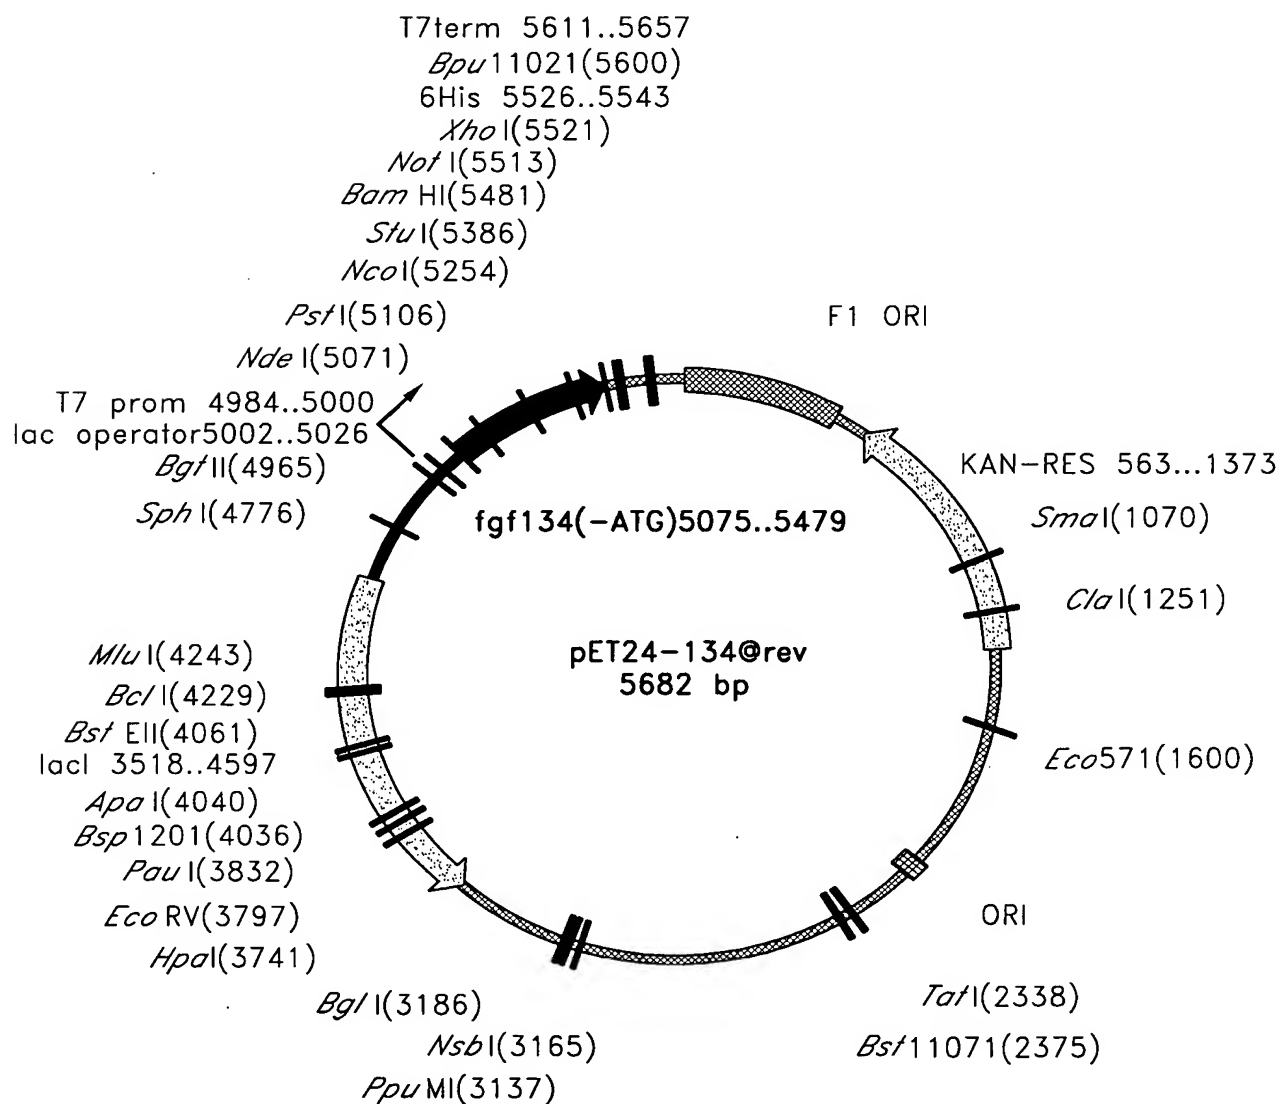 T7term 5611..5657
Bpu11021(5600)
6His 5526..5543
XhoI(5521)
NotI(5513)
BamHI(5481)
StuI(5386)
NcoI(5254)
PstI(5106)
NdeI(5071)
T7 prom 4984..5000
lac operator5002..5026
BglII(4965)
SphI(4776)
F1 ORI
KAN-RES 563...1373
SmaI(1070)
ClaI(1251)
fgf134(-ATG)5075..5479
pET24-134@rev
5682 bp
MluI(4243)
BclI(4229)
BstEII(4061)
lacI 3518..4597
ApaI(4040)
Bsp1201(4036)
PauI(3832)
EcoRV(3797)
HpaI(3741)
Eco571(1600)
ORI
TatI(2338)
Bst11071(2375)
BglI(3186)
NsbI(3165)
PpuMI(3137)